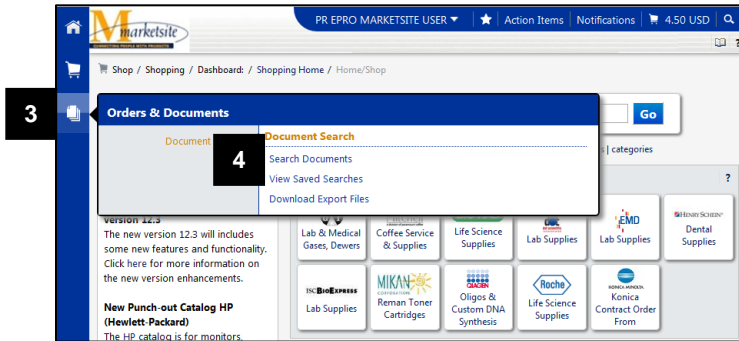 Marketsite
CONNECTING PEOPLE WITH PRODUCTS
PR EPRO MARKETSITE USER
Action Items
Notifications
4.50 USD
?
Shop / Shopping / Dashboard: / Shopping Home / Home/Shop
3
Orders & Documents
Go
Document
4
Document Search
Search Documents
View Saved Searches
Download Export Files
| categories
?
version 12.3
The new version 12.3 will includes
some new features and functionality.
Click here for more information on
the new version enhancements.
New Punch-out Catalog HP
(Hewlett-Packard)
The HP catalog is for monitors,
Lab & Medical
Gases, Dewers
Coffee Service
& Supplies
Life Science
Supplies
Lab Supplies
EMD
Lab Supplies
HENRY SCHEIN®
Dental
Supplies
ISC BIOEXPRESS
Lab Supplies
MIKAN
CORPORATION
Reman Toner
Cartridges
QIAGEN
Oligos &
Custom DNA
Synthesis
Roche
Life Science
Supplies
KONICA MINOLTA
Konica
Contract Order
From